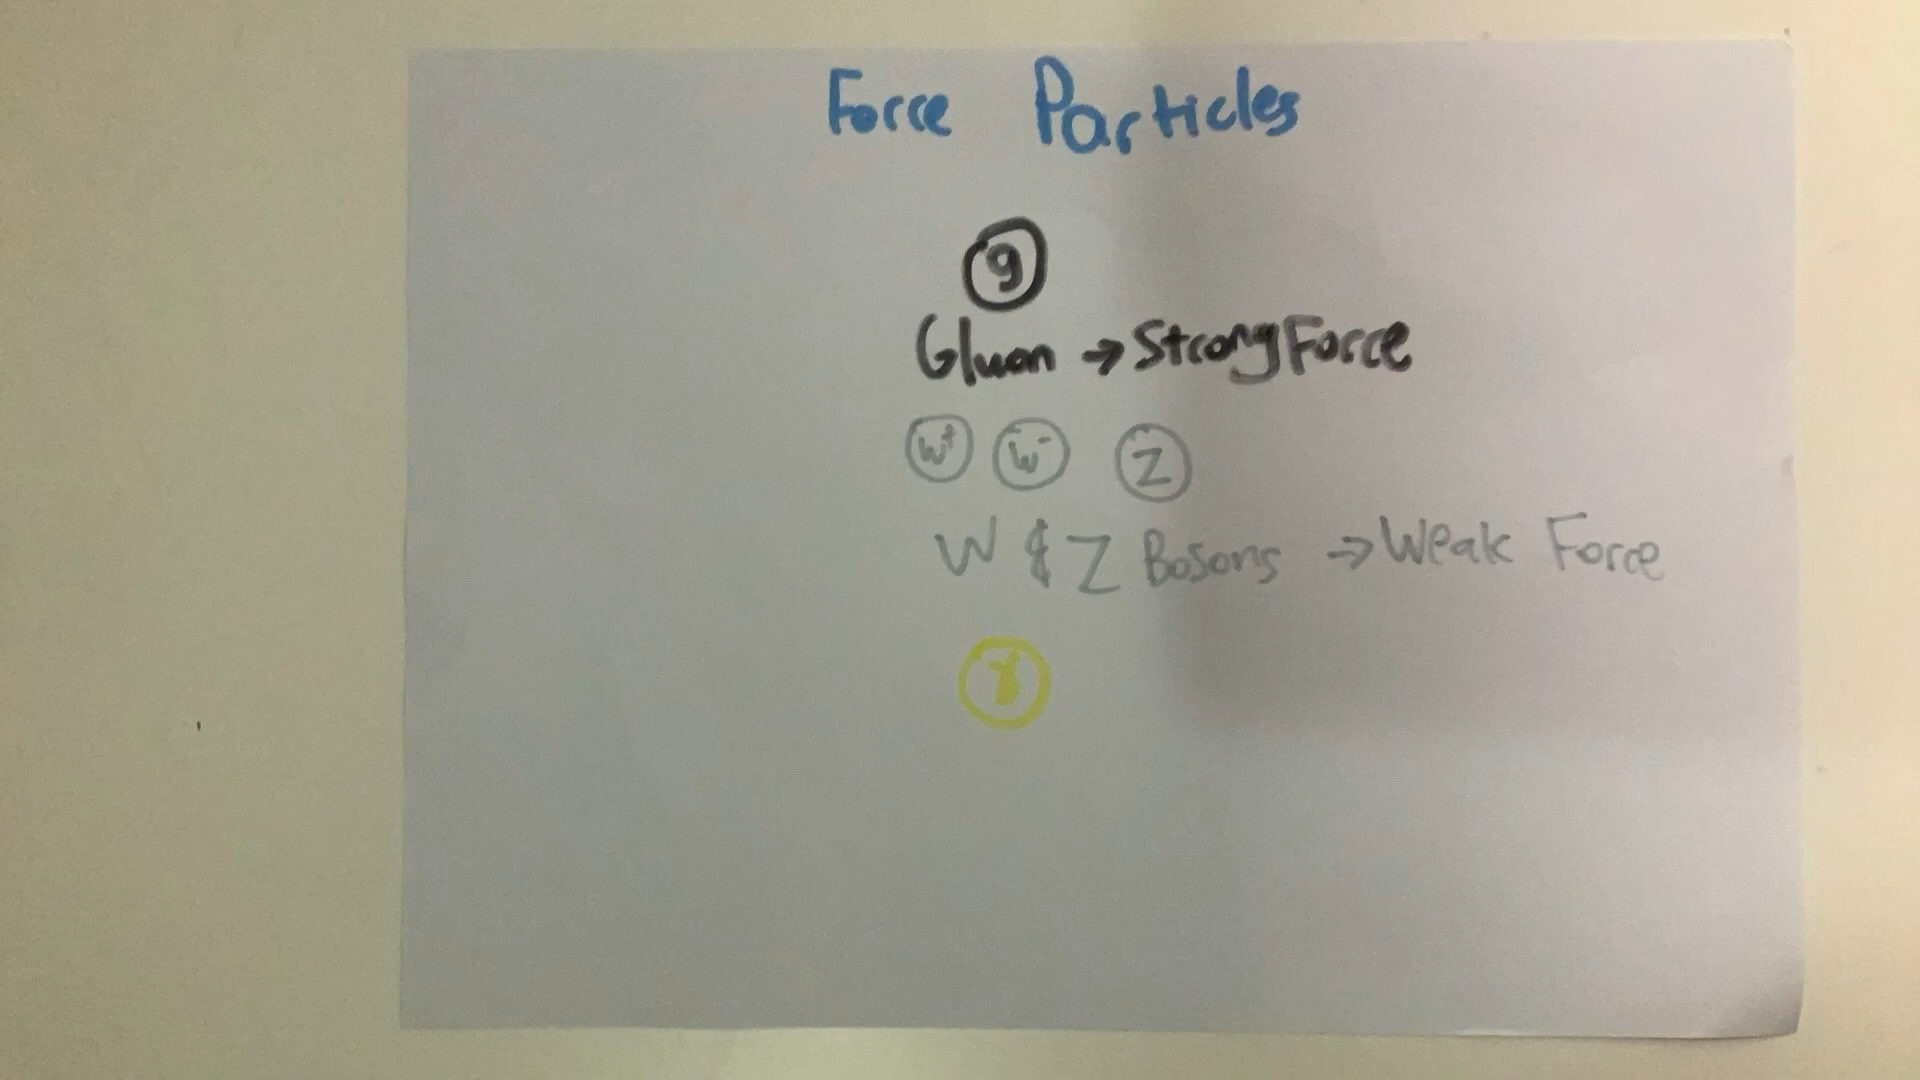 Force Particles
g
Gluon → Strong Force
W⁺ W⁻ Z
W & Z Bosons → Weak Force
γ